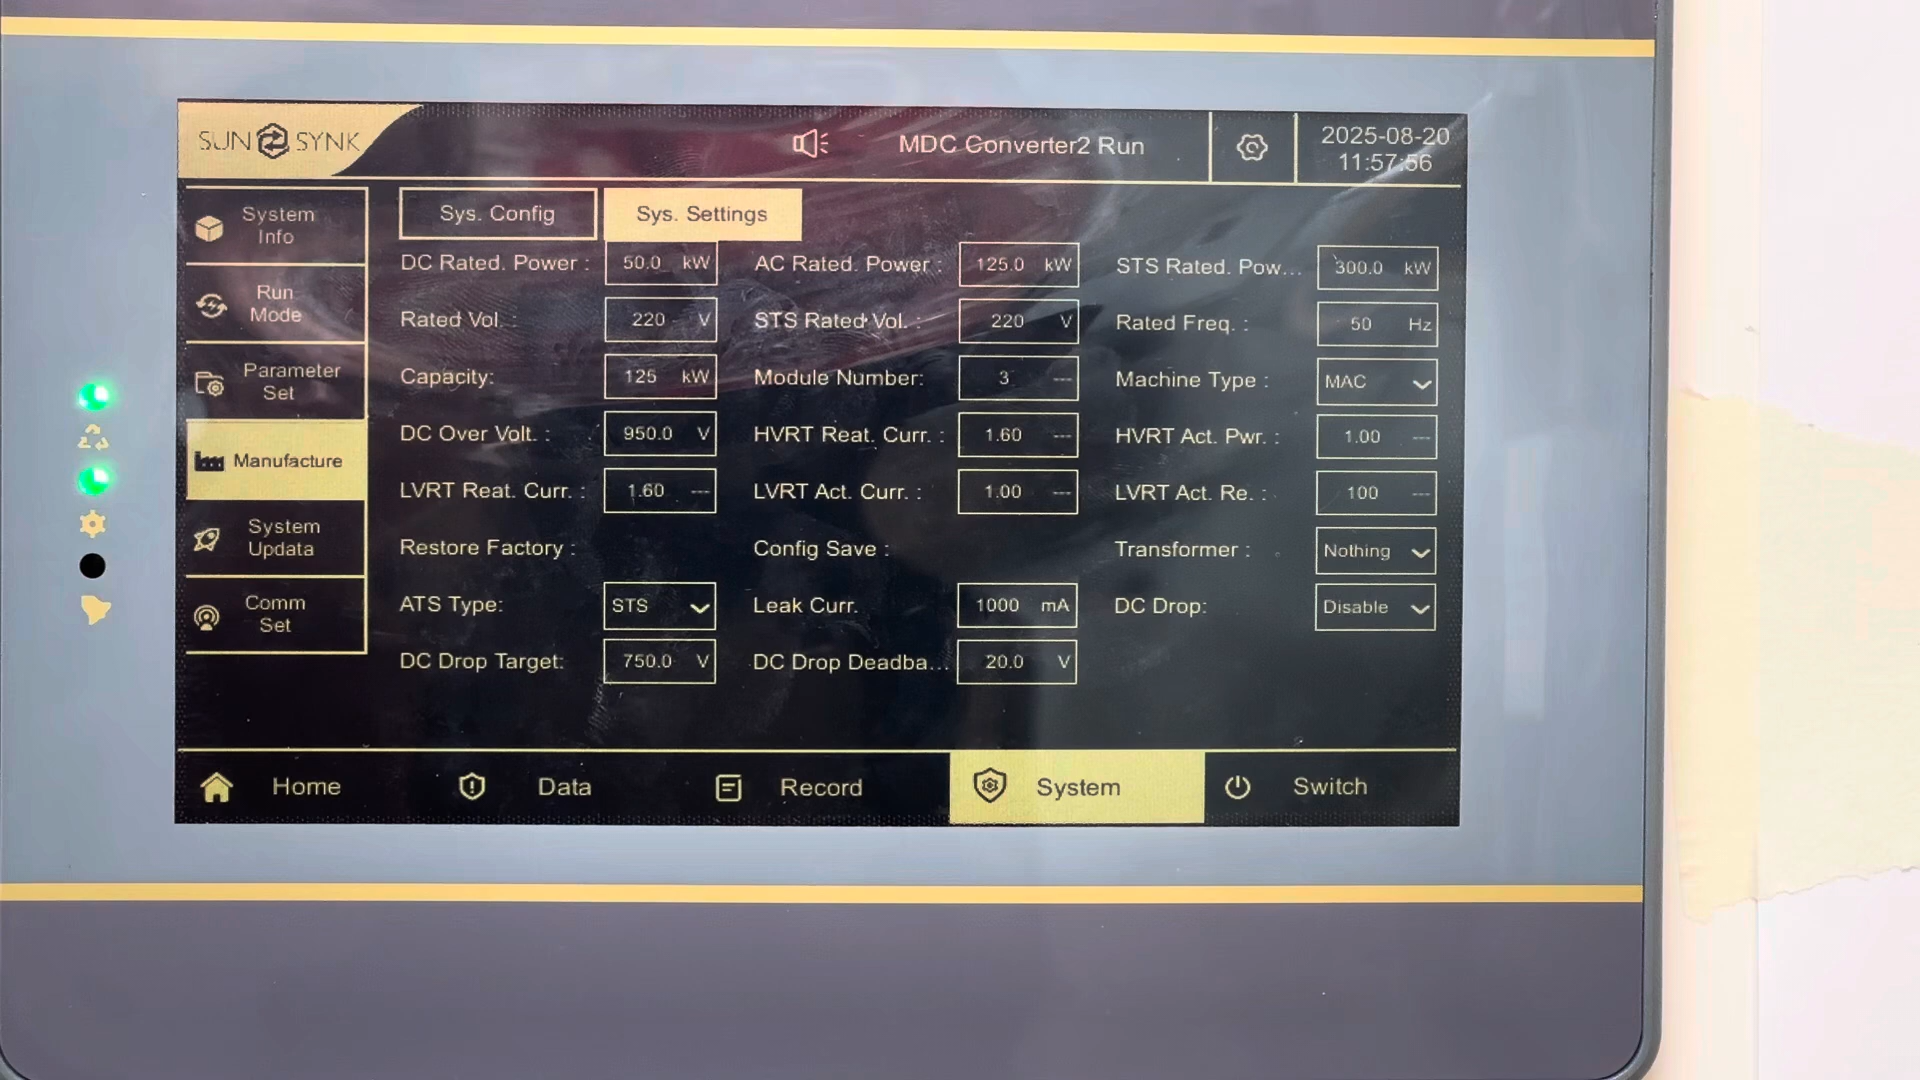 SUN SYNK
MDC Converter2 Run
2025-08-20
11:57:56
System
Info
Run
Mode
Parameter
Set
Manufacture
System
Updata
Comm
Set
Sys. Config
Sys. Settings
DC Rated. Power : 50.0 kW AC Rated. Power : 125.0 kW STS Rated. Pow... 300.0 kW
Rated Vol. : 220 V STS Rated Vol. : 220 V Rated Freq. : 50 Hz
Capacity: 125 kW Module Number: 3 --- Machine Type : MAC
DC Over Volt. : 950.0 V HVRT Reat. Curr. : 1.60 --- HVRT Act. Pwr. : 1.00 ---
LVRT Reat. Curr. : 1.60 --- LVRT Act. Curr. : 1.00 --- LVRT Act. Re. : 100 ---
Restore Factory : Config Save : Transformer : Nothing
ATS Type: STS Leak Curr. 1000 mA DC Drop: Disable
DC Drop Target: 750.0 V DC Drop Deadba... 20.0 V
Home Data Record System Switch